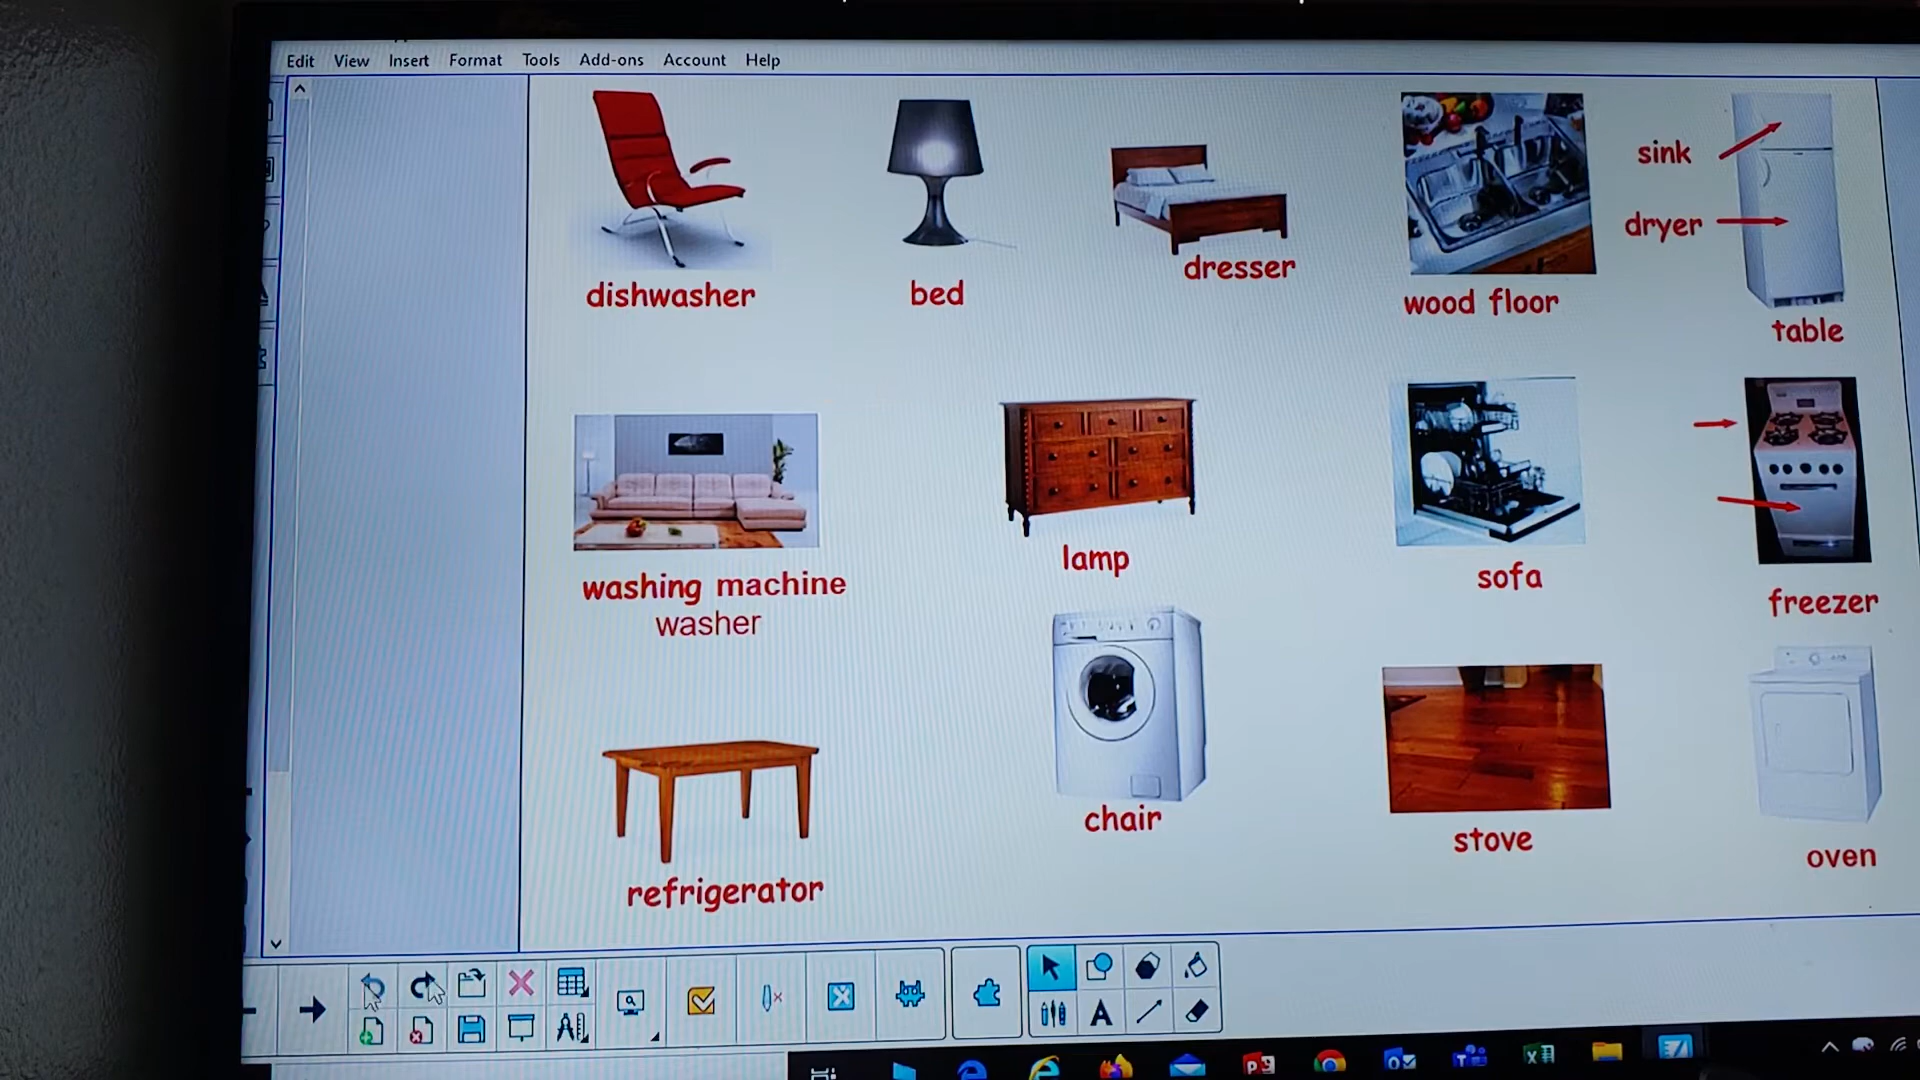 Edit View Insert Format Tools Add-ons Account Help
sink
dryer
dishwasher
bed
dresser
wood floor
table
washing machine
washer
lamp
sofa
freezer
chair
stove
oven
refrigerator